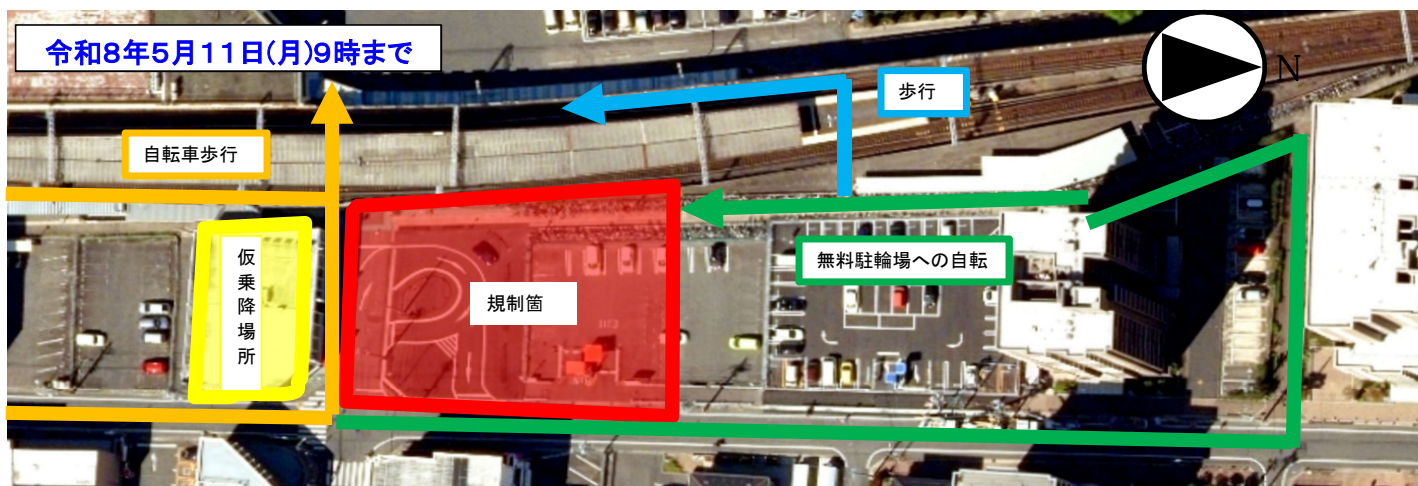 令和8年5月11日(月)9時まで
N
歩行
自転車歩行
仮乗降場所
無料駐輪場への自転
規制箇